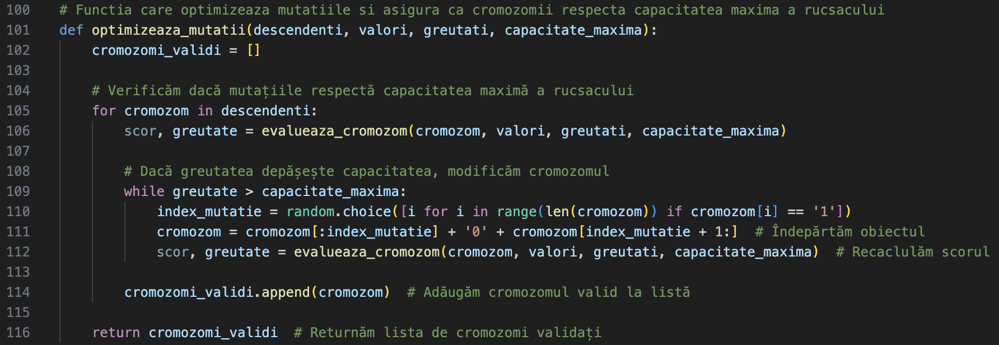 100 # Functia care optimizeaza mutatiile si asigura ca cromozomii respecta capacitatea maxima a rucsacului
101 def optimizeaza_mutatii(descendenti, valori, greutati, capacitate_maxima):
102     cromozomi_validi = []
103
104     # Verificăm dacă mutațiile respectă capacitatea maximă a rucsacului
105     for cromozom in descendenti:
106         scor, greutate = evalueaza_cromozom(cromozom, valori, greutati, capacitate_maxima)
107
108         # Dacă greutatea depășește capacitatea, modificăm cromozomul
109         while greutate > capacitate_maxima:
110             index_mutatie = random.choice([i for i in range(len(cromozom)) if cromozom[i] == '1'])
111             cromozom = cromozom[:index_mutatie] + '0' + cromozom[index_mutatie + 1:]  # Îndepărtăm obiectul
112             scor, greutate = evalueaza_cromozom(cromozom, valori, greutati, capacitate_maxima)  # Recaclulăm scorul
113
114         cromozomi_validi.append(cromozom)  # Adăugăm cromozomul valid la listă
115
116     return cromozomi_validi  # Returnăm lista de cromozomi validați